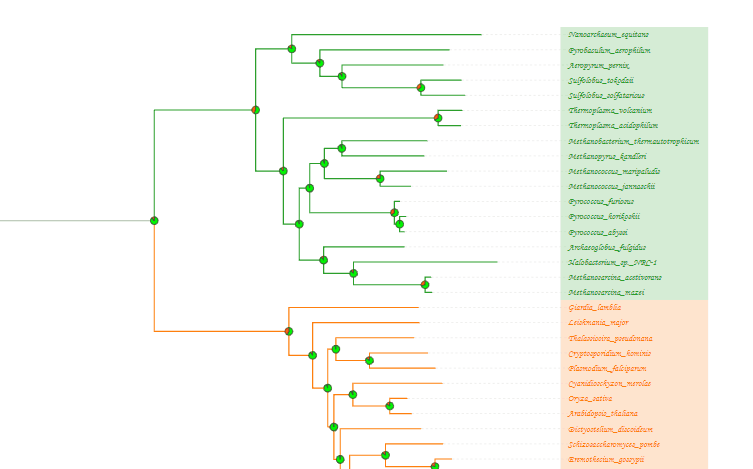 Nanoarchaeum_equitans
Pyrobaculum_aerophilum
Aeropyrum_pernix
Sulfolobus_tokodaii
Sulfolobus_solfataricus
Thermoplasma_volcanium
Thermoplasma_acidophilum
Methanobacterium_thermautotrophicum
Methanopyrus_kandleri
Methanococcus_maripaludis
Methanococcus_jannaschii
Pyrococcus_furiosus
Pyrococcus_horikoshii
Pyrococcus_abyssi
Archaeoglobus_fulgidus
Halobacterium_sp._NRC-1
Methanosarcina_acetivorans
Methanosarcina_mazei
Giardia_lamblia
Leishmania_major
Thalassiosira_pseudonana
Cryptosporidium_hominis
Plasmodium_falciparum
Cyanidioschyzon_merolae
Oryza_sativa
Arabidopsis_thaliana
Dictyostelium_discoideum
Schizosaccharomyces_pombe
Eremothecium_gossypii